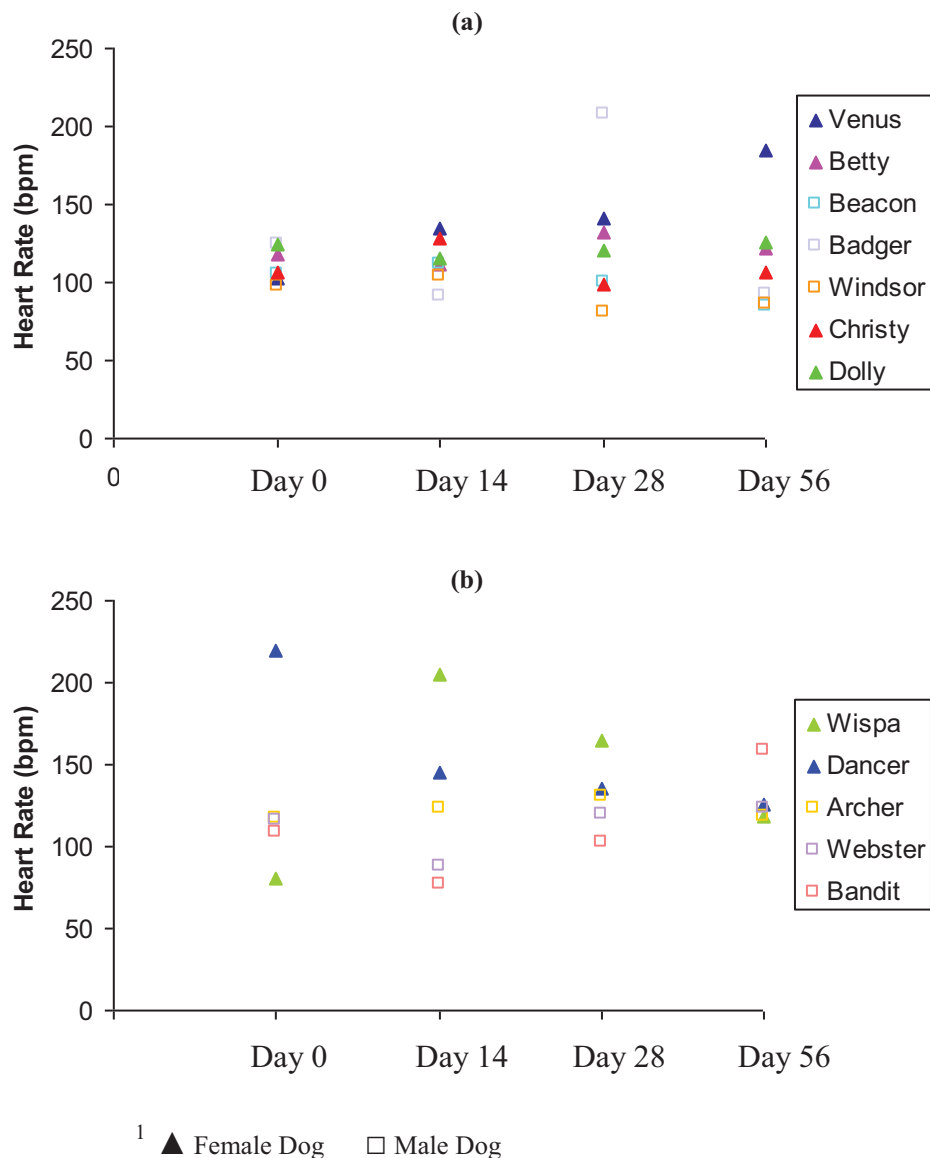 (a)
250
200
150
100
50
0
Heart Rate (bpm)
0 Day 0 Day 14 Day 28 Day 56
Venus
Betty
Beacon
Badger
Windsor
Christy
Dolly
(b)
250
200
150
100
50
0
Heart Rate (bpm)
Day 0 Day 14 Day 28 Day 56
Wispa
Dancer
Archer
Webster
Bandit
1 Female Dog Male Dog